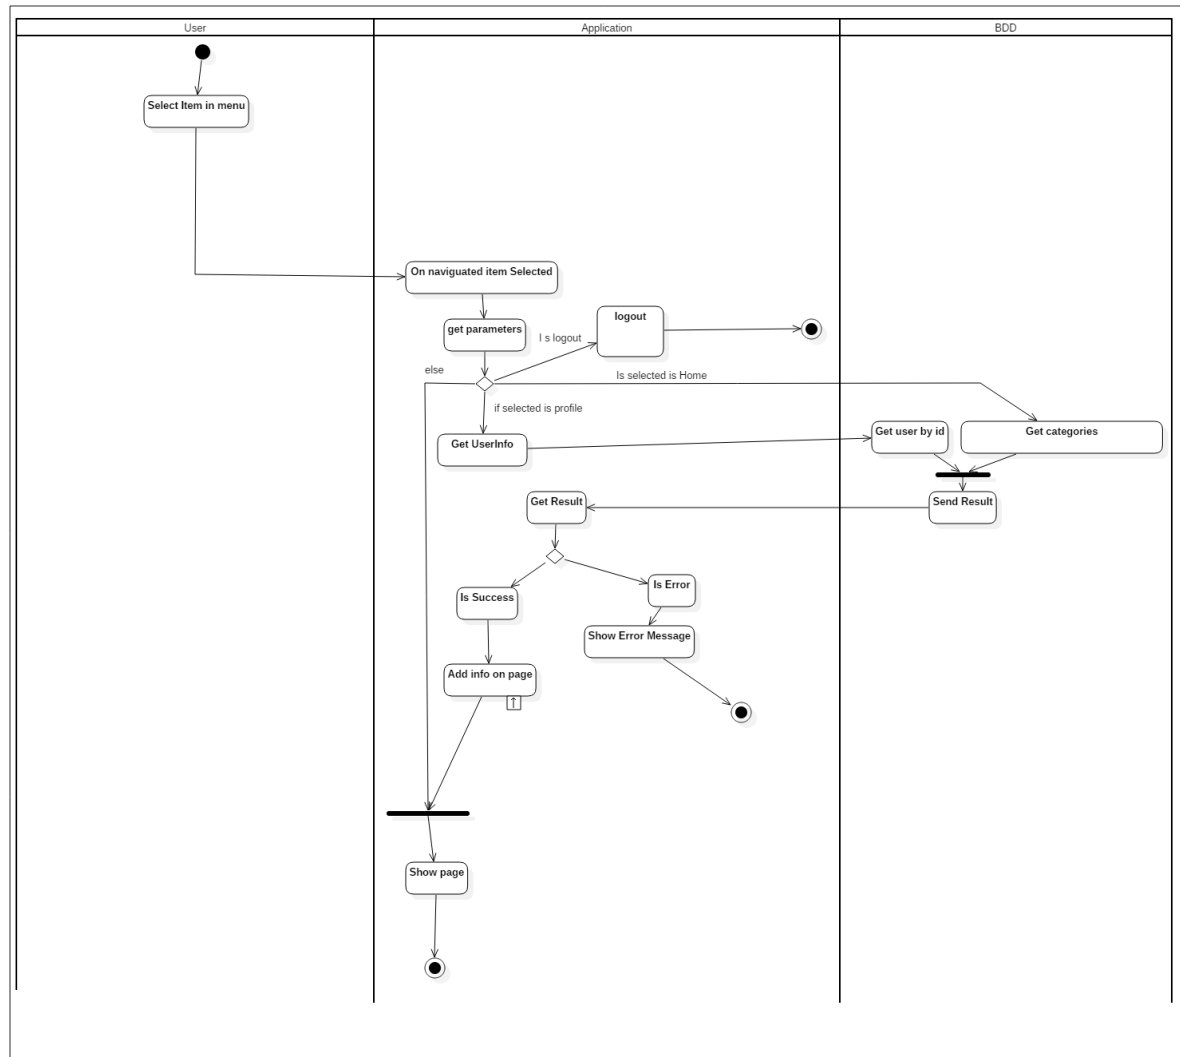 User
Application
BDD
Select Item in menu
On naviguated item Selected
get parameters
logout
I s logout
else
Is selected is Home
if selected is profile
Get UserInfo
Get user by id
Get categories
Get Result
Send Result
Is Success
Is Error
Show Error Message
Add info on page
Show page